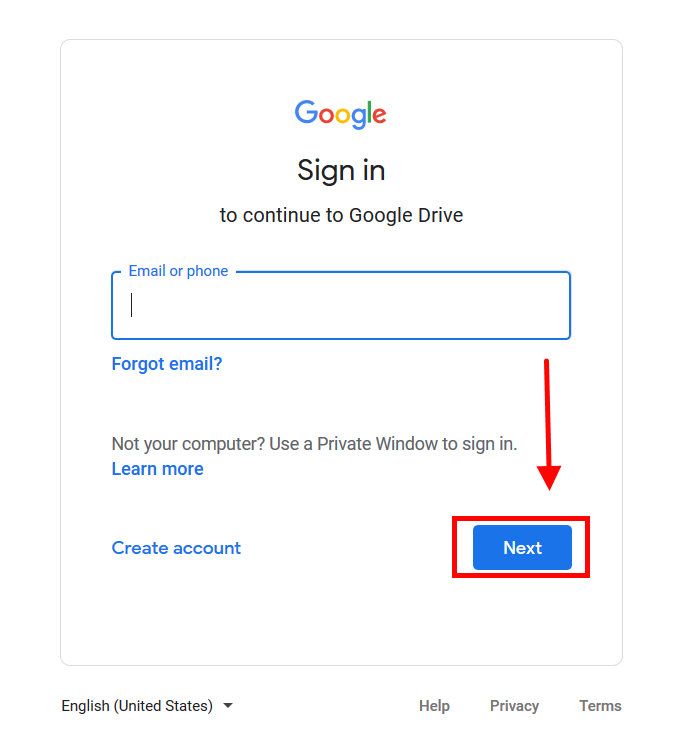 Google
Sign in
to continue to Google Drive
Email or phone
Forgot email?
Not your computer? Use a Private Window to sign in.
Learn more
Create account
Next
English (United States)
Help
Privacy
Terms